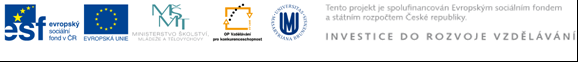 Tento projekt je spolufinancován Evropským sociálním fondem
a státním rozpočtem České republiky.
esf evropský
sociální
fond v ČR
EVROPSKÁ UNIE
MINISTERSTVO ŠKOLSTVÍ,
MLÁDEŽE A TĚLOVÝCHOVY
OP Vzdělávání
pro konkurenceschopnost
INVESTICE DO ROZVOJE VZDĚLÁVÁNÍ